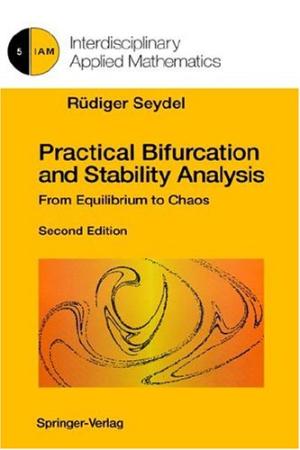 5 IAM
Interdisciplinary
Applied Mathematics
Rüdiger Seydel
Practical Bifurcation
and Stability Analysis
From Equilibrium to Chaos
Second Edition
Springer-Verlag